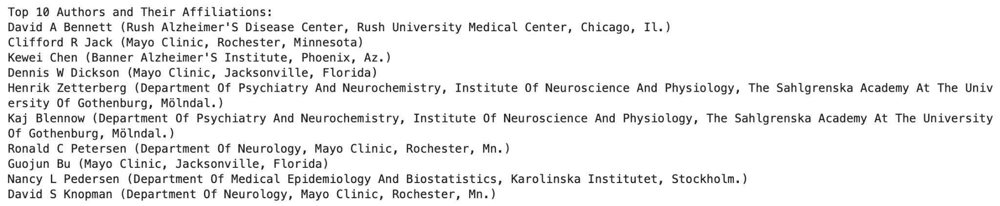 Top 10 Authors and Their Affiliations:
David A Bennett (Rush Alzheimer'S Disease Center, Rush University Medical Center, Chicago, Il.)
Clifford R Jack (Mayo Clinic, Rochester, Minnesota)
Kewei Chen (Banner Alzheimer'S Institute, Phoenix, Az.)
Dennis W Dickson (Mayo Clinic, Jacksonville, Florida)
Henrik Zetterberg (Department Of Psychiatry And Neurochemistry, Institute Of Neuroscience And Physiology, The Sahlgrenska Academy At The Univ
ersity Of Gothenburg, Mölndal.)
Kaj Blennow (Department Of Psychiatry And Neurochemistry, Institute Of Neuroscience And Physiology, The Sahlgrenska Academy At The University
Of Gothenburg, Mölndal.)
Ronald C Petersen (Department Of Neurology, Mayo Clinic, Rochester, Mn.)
Guojun Bu (Mayo Clinic, Jacksonville, Florida)
Nancy L Pedersen (Department Of Medical Epidemiology And Biostatistics, Karolinska Institutet, Stockholm.)
David S Knopman (Department Of Neurology, Mayo Clinic, Rochester, Mn.)